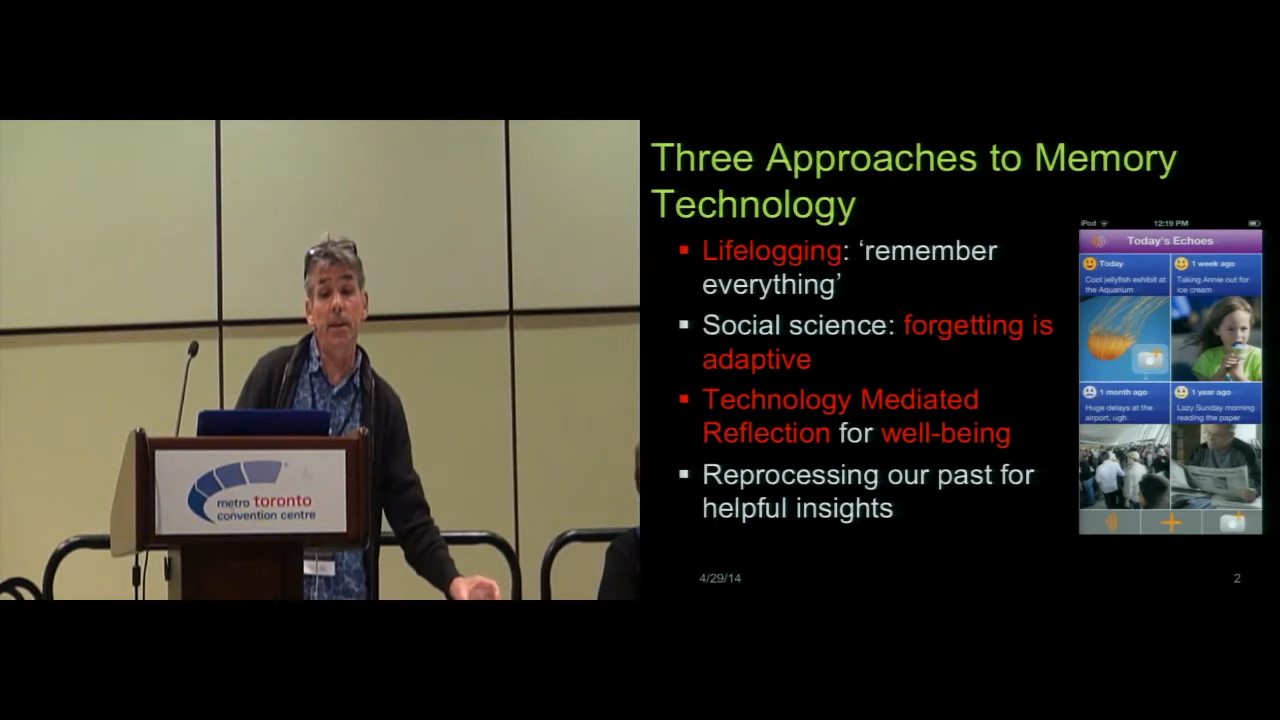 metro toronto
convention centre
Three Approaches to Memory
Technology
Lifelogging: ‘remember
everything’
Social science: forgetting is
adaptive
Technology Mediated
Reflection for well-being
Reprocessing our past for
helpful insights
4/29/14
2
iPod
12:19 PM
Today's Echoes
Today
Cool jellyfish exhibit at
the Aquarium
1 week ago
Taking Annie out for
ice cream
1 month ago
Huge delays at the
airport, ugh
1 year ago
Lazy Sunday morning
reading the paper